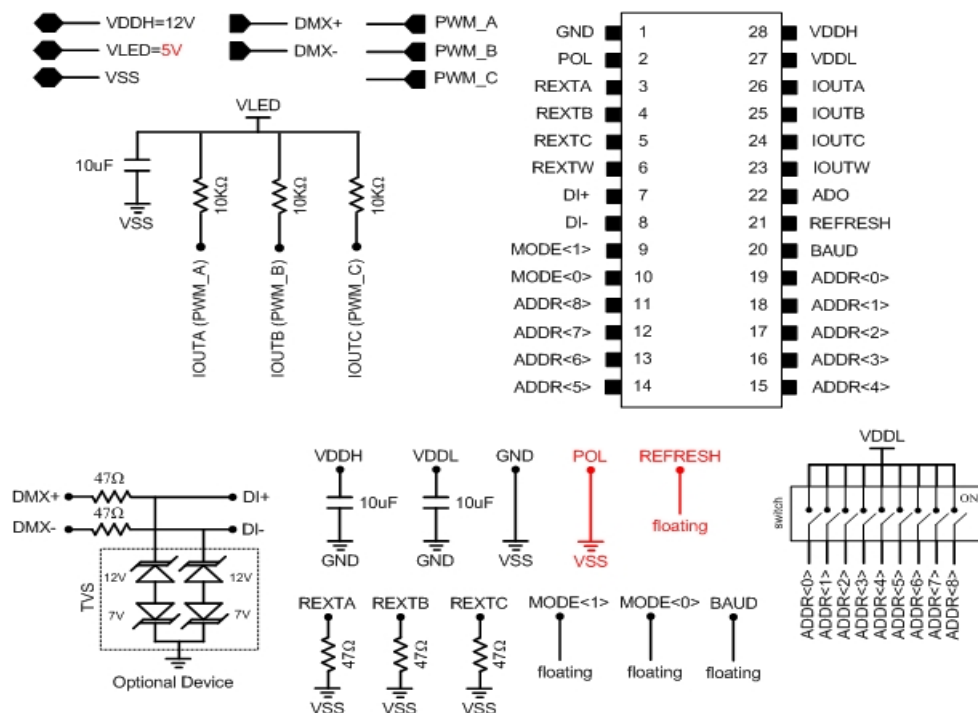 VDDH=12V
VLED=5V
VSS
DMX+
DMX-
PWM_A
PWM_B
PWM_C
VLED
10uF
VSS
10KΩ
10KΩ
10KΩ
IOUTA (PWM_A)
IOUTB (PWM_B)
IOUTC (PWM_C)
GND 1 28 VDDH
POL 2 27 VDDL
REXTA 3 26 IOUTA
REXTB 4 25 IOUTB
REXTC 5 24 IOUTC
REXTW 6 23 IOUTW
DI+ 7 22 ADO
DI- 8 21 REFRESH
MODE<1> 9 20 BAUD
MODE<0> 10 19 ADDR<0>
ADDR<8> 11 18 ADDR<1>
ADDR<7> 12 17 ADDR<2>
ADDR<6> 13 16 ADDR<3>
ADDR<5> 14 15 ADDR<4>
47Ω
DMX+ DI+
47Ω
DMX- DI-
TVS
12V 12V
7V 7V
Optional Device
VDDH
10uF
GND
VDDL
10uF
GND
GND
VSS
POL
VSS
REFRESH
floating
REXTA
47Ω
VSS
REXTB
47Ω
VSS
REXTC
47Ω
VSS
MODE<1>
floating
MODE<0>
floating
BAUD
floating
VDDL
switch
ON
ADDR<0>
ADDR<1>
ADDR<2>
ADDR<3>
ADDR<4>
ADDR<5>
ADDR<6>
ADDR<7>
ADDR<8>